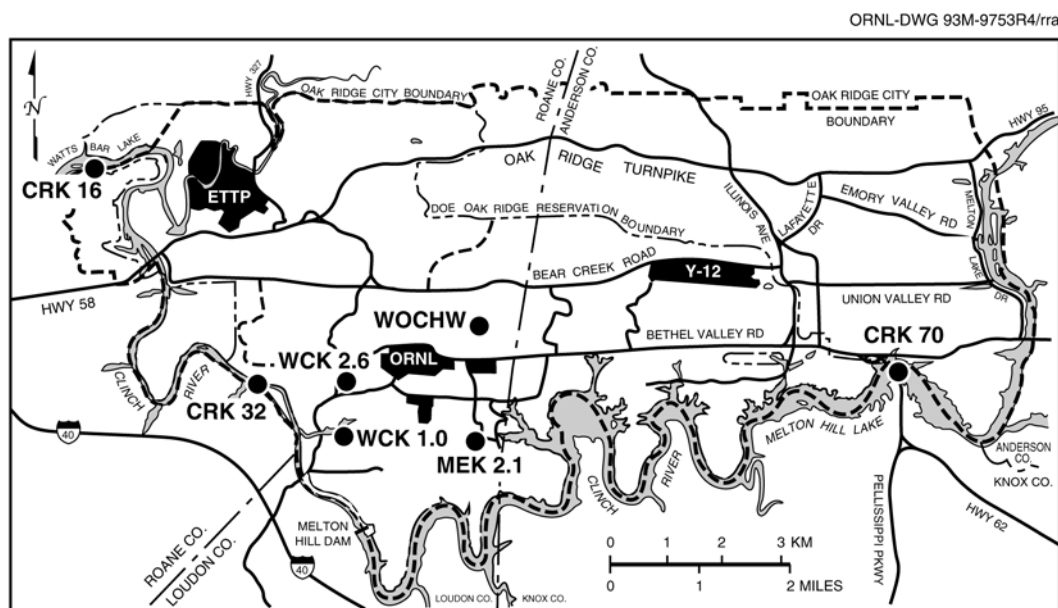 ORNL-DWG 93M-9753R4/rra
N
HWY 327
OAK RIDGE CITY BOUNDARY
ROANE CO.
ANDERSON CO.
OAK RIDGE CITY
BOUNDARY
HWY 95
WATTS BAR LAKE
CRK 16
ETTP
OAK RIDGE TURNPIKE
ILLINOIS AVE
LAFAYETTE
DR
EMORY VALLEY RD
MELTON
LAKE
DR
DOE OAK RIDGE RESERVATION BOUNDARY
BEAR CREEK ROAD
Y-12
HWY 58
UNION VALLEY RD
WOCHW
BETHEL VALLEY RD
CRK 70
WCK 2.6
ORNL
CLINCH
RIVER
CRK 32
40
WCK 1.0
MEK 2.1
MELTON HILL LAKE
ANDERSON
CO.
KNOX CO.
CLINCH
RIVER
PELLISSIPPI PKWY
HWY 62
ROANE CO.
LOUDON CO.
MELTON
HILL DAM
40
0 1 2 3 KM
0 1 2 MILES
LOUDON CO.
KNOX CO.